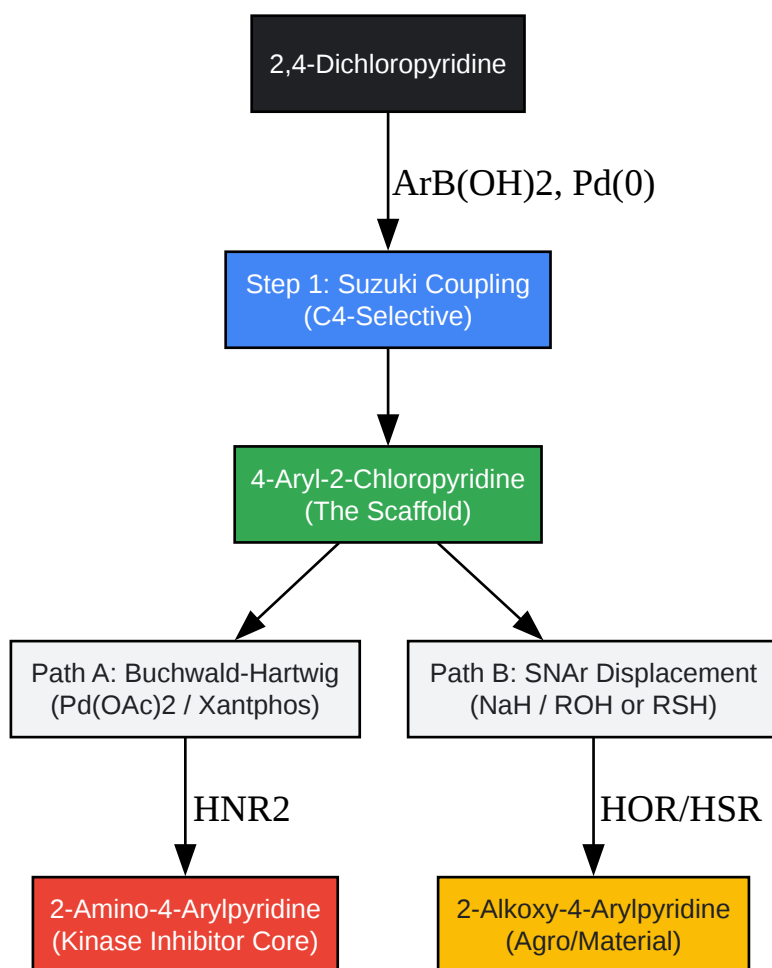 2,4-Dichloropyridine
ArB(OH)2, Pd(0)
Step 1: Suzuki Coupling
(C4-Selective)
4-Aryl-2-Chloropyridine
(The Scaffold)
Path A: Buchwald-Hartwig
(Pd(OAc)2 / Xantphos)
Path B: SNAr Displacement
(NaH / ROH or RSH)
HNR2
HOR/HSR
2-Amino-4-Arylpyridine
(Kinase Inhibitor Core)
2-Alkoxy-4-Arylpyridine
(Agro/Material)